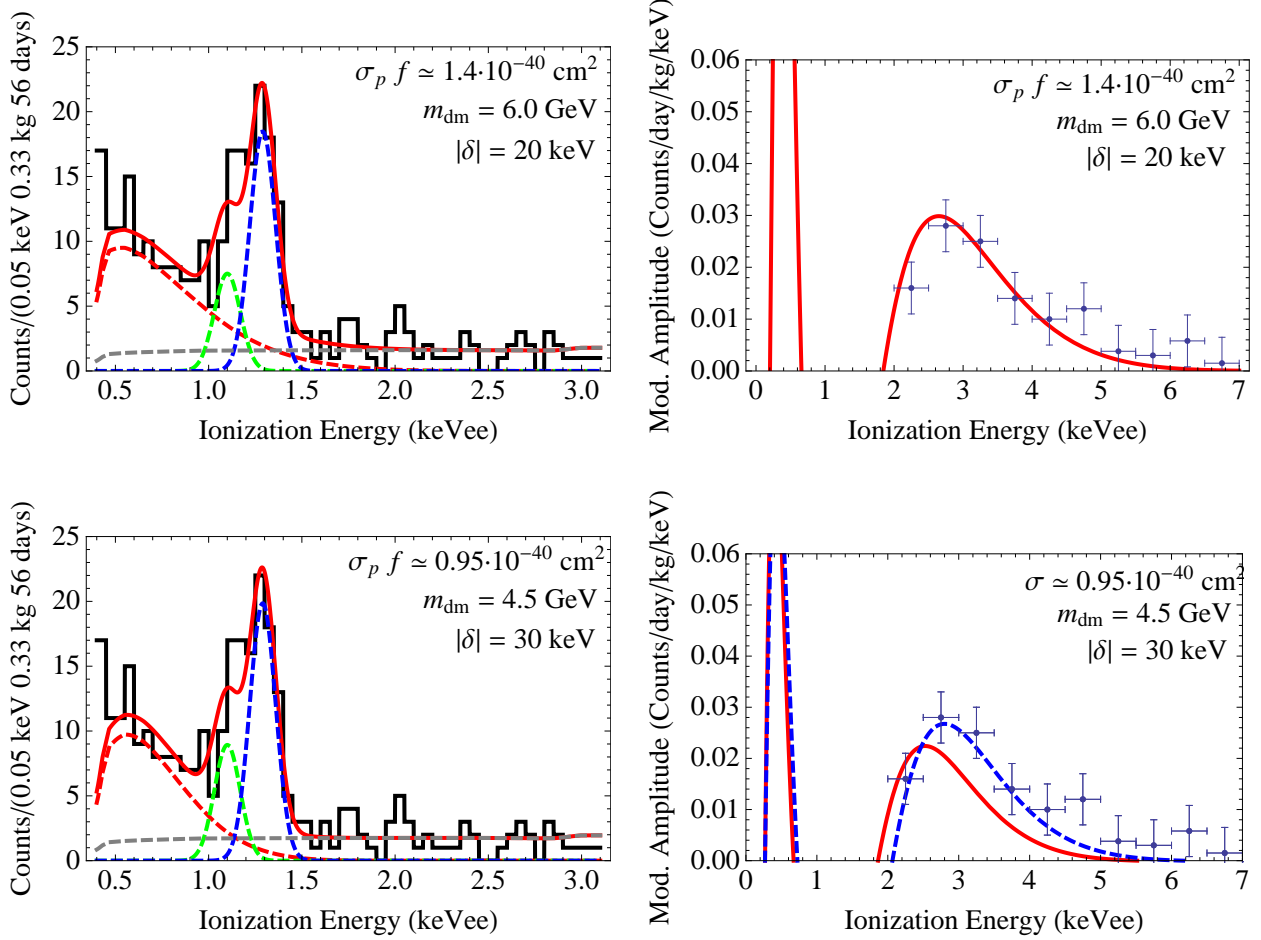 Counts/(0.05 keV 0.33 kg 56 days)
25
20
15
10
5
0
σp f ≃ 1.4·10−40 cm2
mdm = 6.0 GeV
|δ| = 20 keV
0.5 1.0 1.5 2.0 2.5 3.0
Ionization Energy (keVee)
Mod. Amplitude (Counts/day/kg/keV)
0.06
0.05
0.04
0.03
0.02
0.01
0.00
σp f ≃ 1.4·10−40 cm2
mdm = 6.0 GeV
|δ| = 20 keV
0 1 2 3 4 5 6 7
Ionization Energy (keVee)
Counts/(0.05 keV 0.33 kg 56 days)
25
20
15
10
5
0
σp f ≃ 0.95·10−40 cm2
mdm = 4.5 GeV
|δ| = 30 keV
0.5 1.0 1.5 2.0 2.5 3.0
Ionization Energy (keVee)
Mod. Amplitude (Counts/day/kg/keV)
0.06
0.05
0.04
0.03
0.02
0.01
0.00
σ ≃ 0.95·10−40 cm2
mdm = 4.5 GeV
|δ| = 30 keV
0 1 2 3 4 5 6 7
Ionization Energy (keVee)